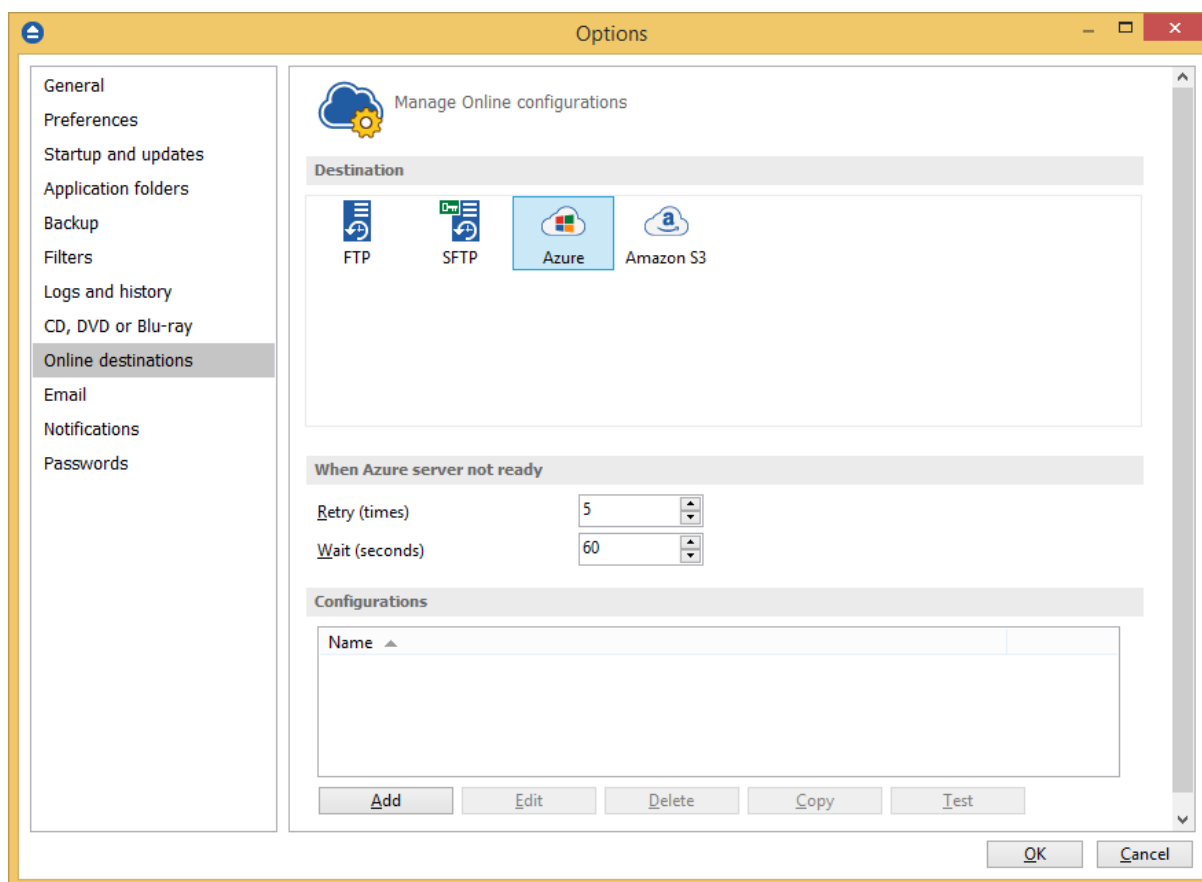 Options
General
Preferences
Startup and updates
Application folders
Backup
Filters
Logs and history
CD, DVD or Blu-ray
Online destinations
Email
Notifications
Passwords
Manage Online configurations
Destination
FTP SFTP Azure Amazon S3
When Azure server not ready
Retry (times) 5
Wait (seconds) 60
Configurations
Name
Add Edit Delete Copy Test
OK Cancel